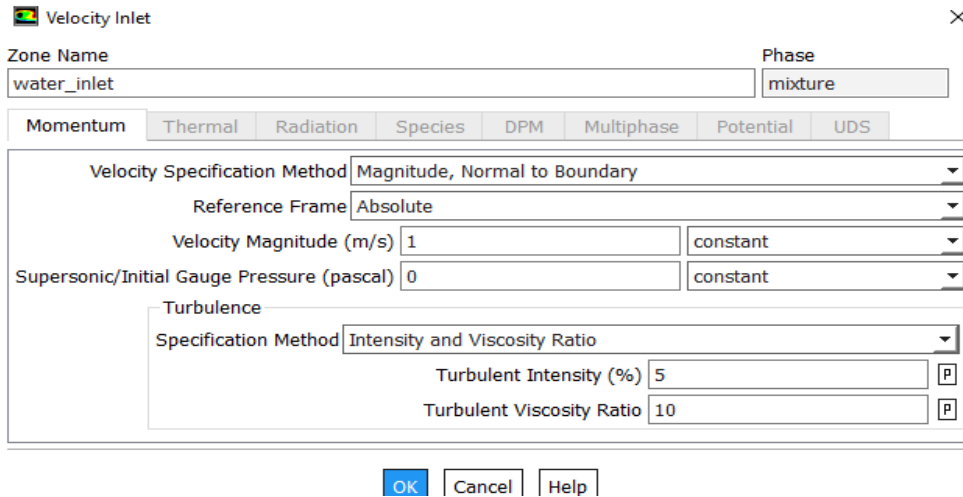 Velocity Inlet
Zone Name Phase
water_inlet mixture
Momentum Thermal Radiation Species DPM Multiphase Potential UDS
Velocity Specification Method Magnitude, Normal to Boundary
Reference Frame Absolute
Velocity Magnitude (m/s) 1 constant
Supersonic/Initial Gauge Pressure (pascal) 0 constant
Turbulence
Specification Method Intensity and Viscosity Ratio
Turbulent Intensity (%) 5 P
Turbulent Viscosity Ratio 10 P
OK Cancel Help